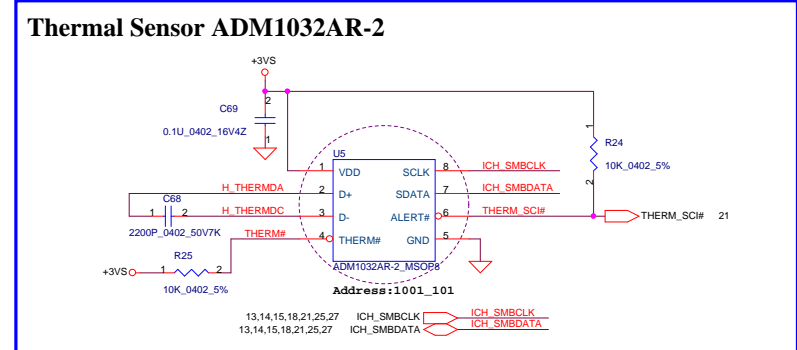 Thermal Sensor ADM1032AR-2
+3VS
2
C69
0.1U_0402_16V4Z
1
1
R24
10K_0402_5%
2
U5
1 VDD SCLK 8 ICH_SMBCLK
H_THERMDA 2 D+ SDATA 7 ICH_SMBDATA
C68
1 2 H_THERMDC 3 D- ALERT# 6 THERM_SCI# THERM_SCI# 21
2200P_0402_50V7K
THERM# 4 THERM# GND 5
R25
+3VS 1 2
10K_0402_5%
ADM1032AR-2_MSOP8
Address:1001_101
13,14,15,18,21,25,27 ICH_SMBCLK ICH_SMBCLK
13,14,15,18,21,25,27 ICH_SMBDATA ICH_SMBDATA